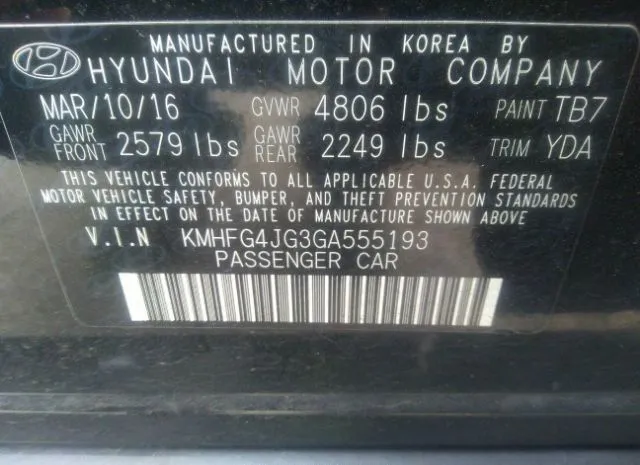 MANUFACTURED IN KOREA BY
HYUNDAI MOTOR COMPANY
MAR/10/16 GVWR 4806 lbs PAINT TB7
GAWR FRONT 2579 lbs GAWR REAR 2249 lbs TRIM YDA
THIS VEHICLE CONFORMS TO ALL APPLICABLE U.S.A. FEDERAL
MOTOR VEHICLE SAFETY, BUMPER, AND THEFT PREVENTION STANDARDS
IN EFFECT ON THE DATE OF MANUFACTURE SHOWN ABOVE.
V.I.N KMHFG4JG3GA555193
PASSENGER CAR